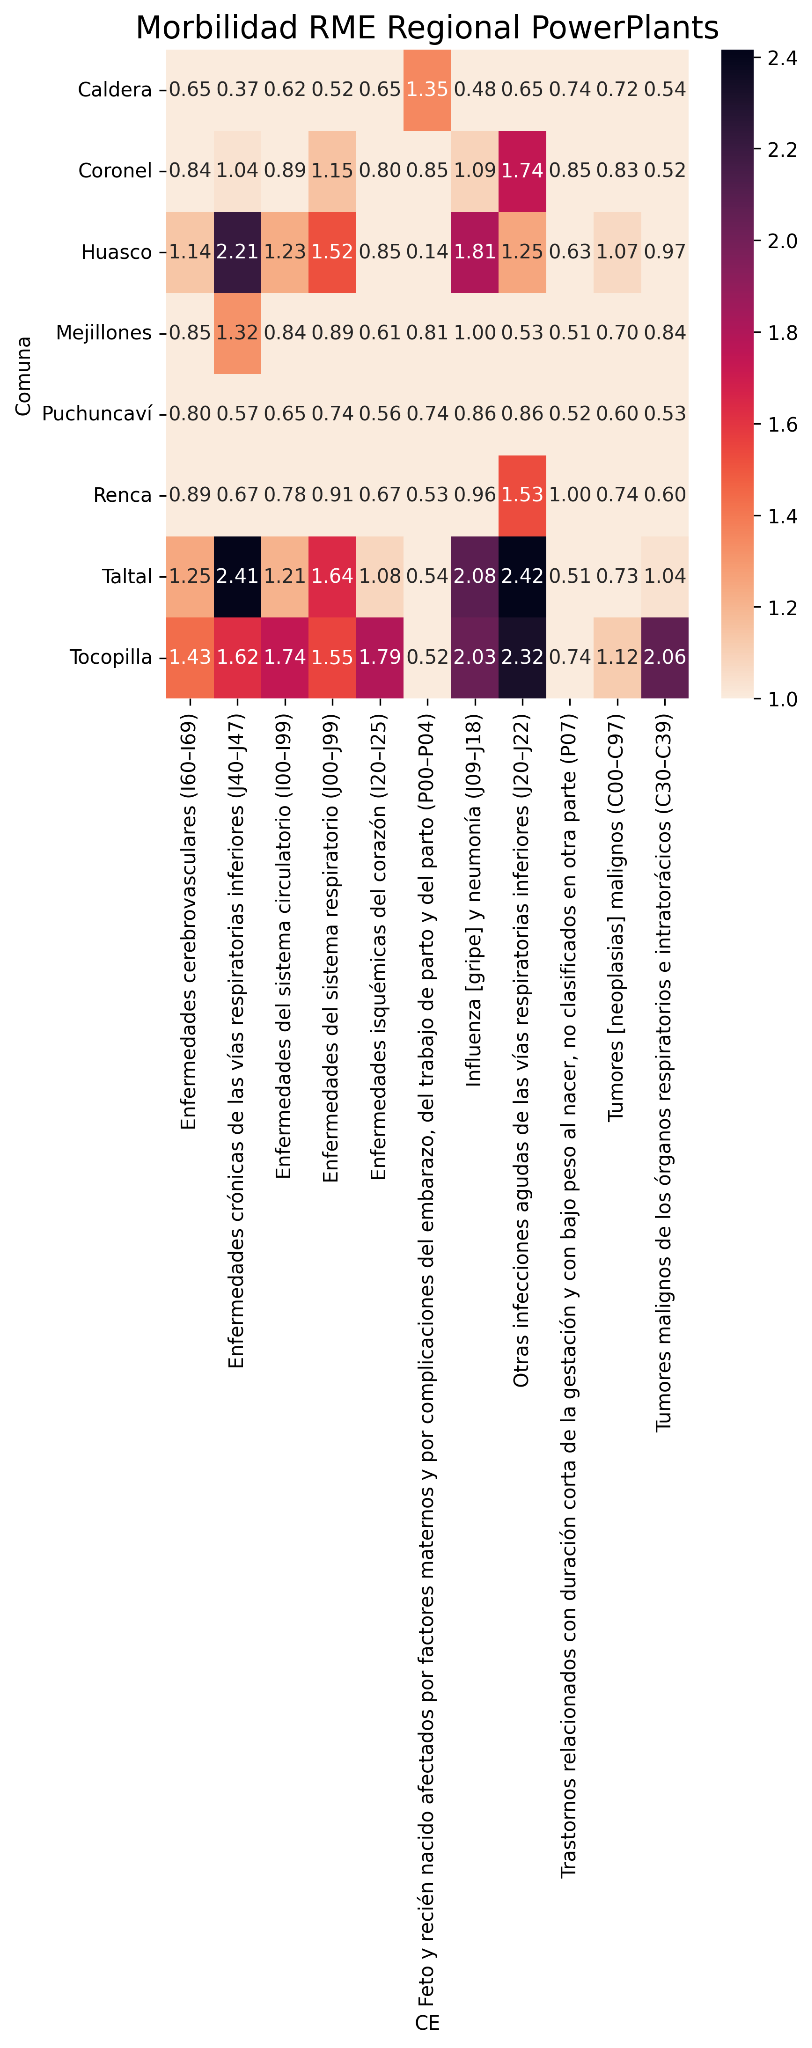 Morbilidad RME Regional PowerPlants
Comuna
Caldera 0.65 0.37 0.62 0.52 0.65 1.35 0.48 0.65 0.74 0.72 0.54
Coronel 0.84 1.04 0.89 1.15 0.80 0.85 1.09 1.74 0.85 0.83 0.52
Huasco 1.14 2.21 1.23 1.52 0.85 0.14 1.81 1.25 0.63 1.07 0.97
Mejillones 0.85 1.32 0.84 0.89 0.61 0.81 1.00 0.53 0.51 0.70 0.84
Puchuncaví 0.80 0.57 0.65 0.74 0.56 0.74 0.86 0.86 0.52 0.60 0.53
Renca 0.89 0.67 0.78 0.91 0.67 0.53 0.96 1.53 1.00 0.74 0.60
Taltal 1.25 2.41 1.21 1.64 1.08 0.54 2.08 2.42 0.51 0.73 1.04
Tocopilla 1.43 1.62 1.74 1.55 1.79 0.52 2.03 2.32 0.74 1.12 2.06
2.4
2.2
2.0
1.8
1.6
1.4
1.2
1.0
Enfermedades cerebrovasculares (I60–I69)
Enfermedades crónicas de las vías respiratorias inferiores (J40–J47)
Enfermedades del sistema circulatorio (I00–I99)
Enfermedades del sistema respiratorio (J00–J99)
Enfermedades isquémicas del corazón (I20–I25)
Feto y recién nacido afectados por factores maternos y por complicaciones del embarazo, del trabajo de parto y del parto (P00–P04)
Influenza [gripe] y neumonía (J09–J18)
Otras infecciones agudas de las vías respiratorias inferiores (J20–J22)
Trastornos relacionados con duración corta de la gestación y con bajo peso al nacer, no clasificados en otra parte (P07)
Tumores [neoplasias] malignos (C00–C97)
Tumores malignos de los órganos respiratorios e intratorácicos (C30–C39)
CE